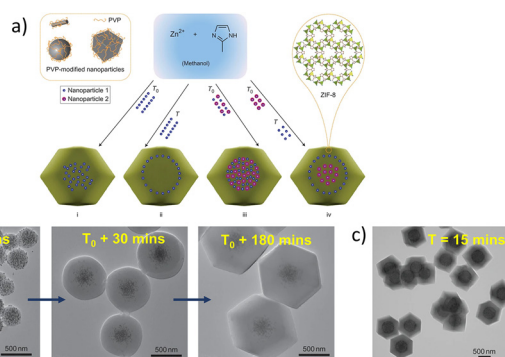 a)
PVP
PVP-modified nanoparticles
Zn2+ +
N
NH
(Methanol)
ZIF-8
Nanoparticle 1
Nanoparticle 2
T0
T
T0
T0
T
i
ii
iii
iv
ns
T0 + 30 mins
T0 + 180 mins
c)
T = 15 mins
500 nm
500 nm
500 nm
500 nm